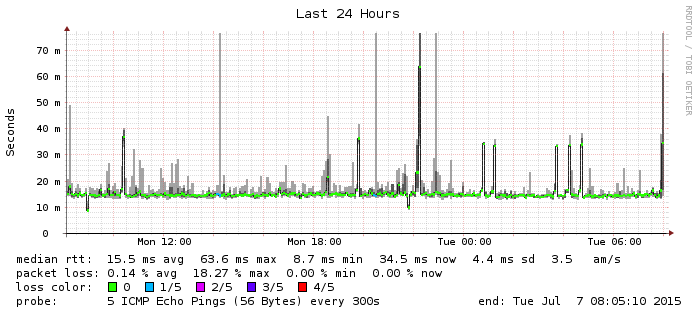 Last 24 Hours
RRDTOOL / TOBI OETIKER
Seconds
70 m
60 m
50 m
40 m
30 m
20 m
10 m
0
Mon 12:00 Mon 18:00 Tue 00:00 Tue 06:00
median rtt: 15.5 ms avg 63.6 ms max 8.7 ms min 34.5 ms now 4.4 ms sd 3.5 am/s
packet loss: 0.14 % avg 18.27 % max 0.00 % min 0.00 % now
loss color: 0 1/5 2/5 3/5 4/5
probe: 5 ICMP Echo Pings (56 Bytes) every 300s end: Tue Jul 7 08:05:10 2015